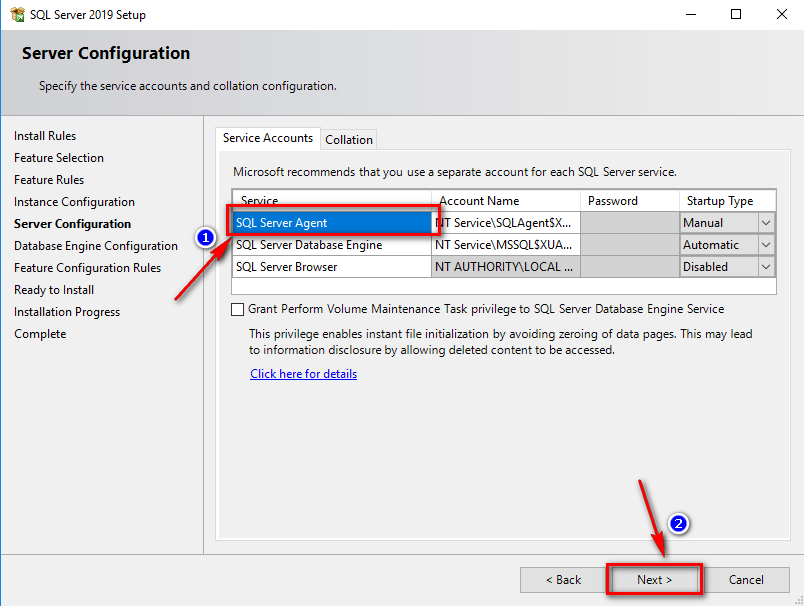 SQL Server 2019 Setup
Server Configuration
Specify the service accounts and collation configuration.
Install Rules
Feature Selection
Feature Rules
Instance Configuration
Server Configuration
Database Engine Configuration
Feature Configuration Rules
Ready to Install
Installation Progress
Complete
Service Accounts Collation
Microsoft recommends that you use a separate account for each SQL Server service.
Service Account Name Password Startup Type
SQL Server Agent NT Service\SQLAgent$X... Manual
SQL Server Database Engine NT Service\MSSQL$XUA... Automatic
SQL Server Browser NT AUTHORITY\LOCAL ... Disabled
1
Grant Perform Volume Maintenance Task privilege to SQL Server Database Engine Service
This privilege enables instant file initialization by avoiding zeroing of data pages. This may lead
to information disclosure by allowing deleted content to be accessed.
Click here for details
2
< Back Next > Cancel